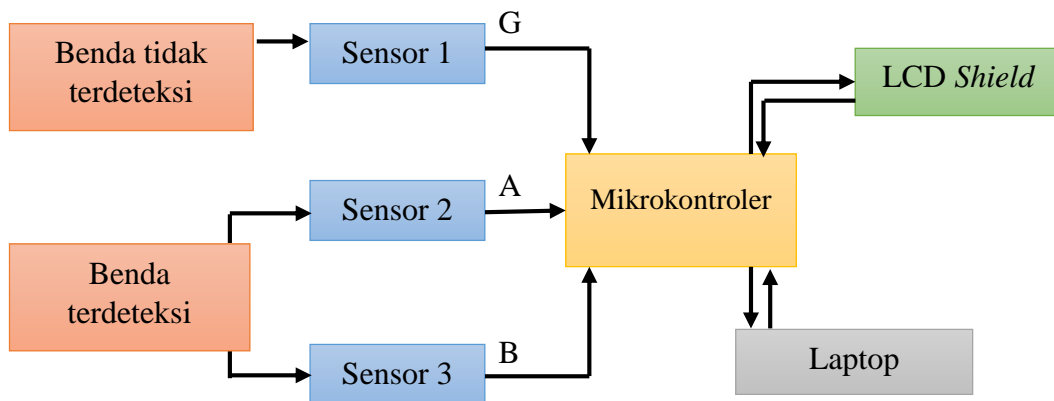 Benda tidak
terdeteksi
Sensor 1
G
LCD Shield
Sensor 2
A
Mikrokontroler
Benda
terdeteksi
Sensor 3
B
Laptop